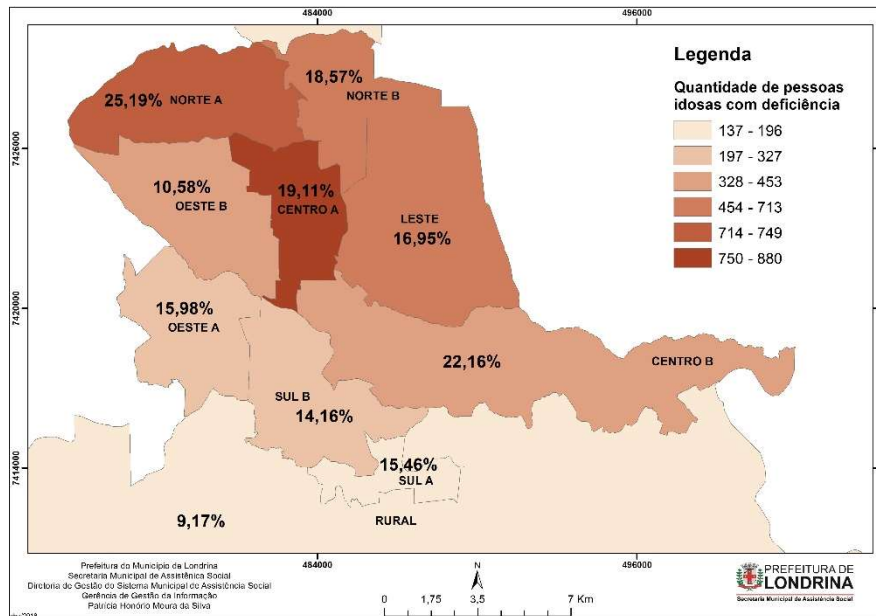 484000
496000
Legenda
Quantidade de pessoas
idosas com deficiência
137 - 196
197 - 327
328 - 453
454 - 713
714 - 749
750 - 880
7426000
7426000
18,57%
NORTE B
25,19% NORTE A
10,58%
OESTE B
19,11%
CENTRO A
LESTE
16,95%
7420000
7420000
15,98%
OESTE A
22,16%
CENTRO B
SUL B
14,16%
7414000
7414000
15,46%
SUL A
9,17%
RURAL
484000
496000
Prefeitura do Município de Londrina
Secretaria Municipal de Assistência Social
Diretoria de Gestão do Sistema Municipal de Assistência Social
Gerência de Gestão da Informação
Patrícia Honório Moura da Silva
N
0 1,75 3,5 7 Km
PREFEITURA DE
LONDRINA
Secretaria Municipal de Assistência Social